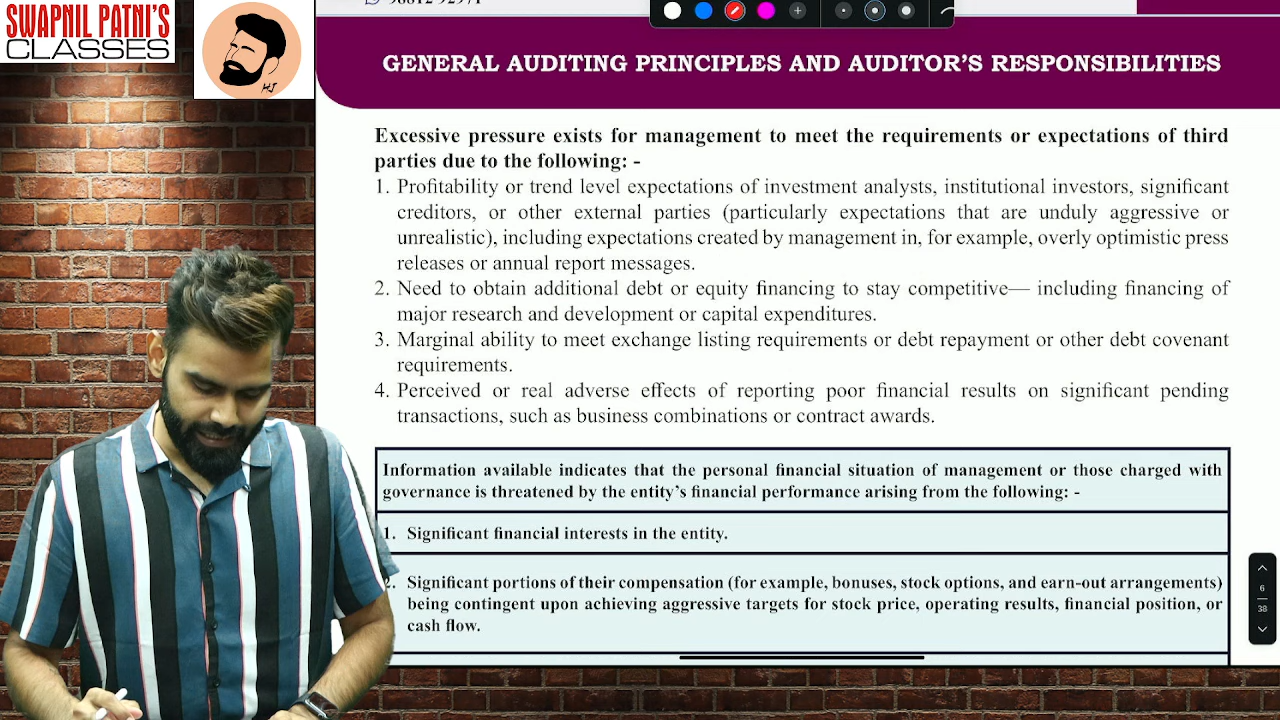 SWAPNIL PATNI'S
CLASSES
HJ
GENERAL AUDITING PRINCIPLES AND AUDITOR'S RESPONSIBILITIES
Excessive pressure exists for management to meet the requirements or expectations of third
parties due to the following: -
1. Profitability or trend level expectations of investment analysts, institutional investors, significant
creditors, or other external parties (particularly expectations that are unduly aggressive or
unrealistic), including expectations created by management in, for example, overly optimistic press
releases or annual report messages.
2. Need to obtain additional debt or equity financing to stay competitive— including financing of
major research and development or capital expenditures.
3. Marginal ability to meet exchange listing requirements or debt repayment or other debt covenant
requirements.
4. Perceived or real adverse effects of reporting poor financial results on significant pending
transactions, such as business combinations or contract awards.
Information available indicates that the personal financial situation of management or those charged with
governance is threatened by the entity's financial performance arising from the following: -
1. Significant financial interests in the entity.
2. Significant portions of their compensation (for example, bonuses, stock options, and earn-out arrangements)
being contingent upon achieving aggressive targets for stock price, operating results, financial position, or
cash flow.
6
38